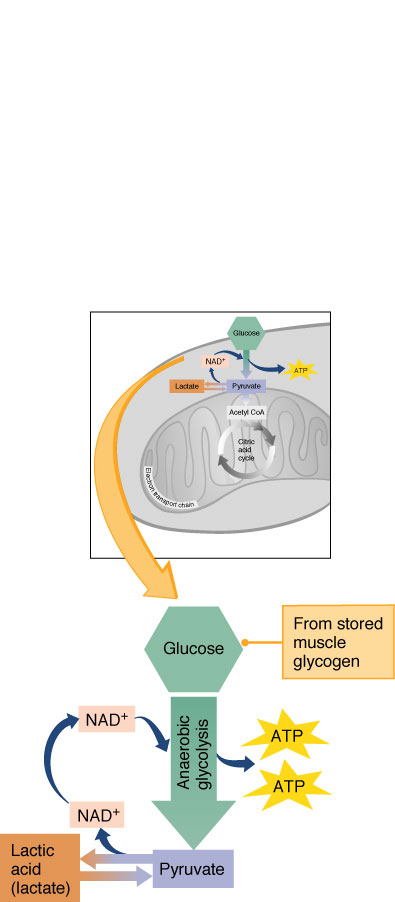 Glucose
NAD+
ATP
Lactate
Pyruvate
Acetyl CoA
Citric
acid
cycle
Electron transport chain
Glucose
From stored
muscle
glycogen
NAD+
Anaerobic
glycolysis
ATP
ATP
NAD+
Lactic
acid
(lactate)
Pyruvate